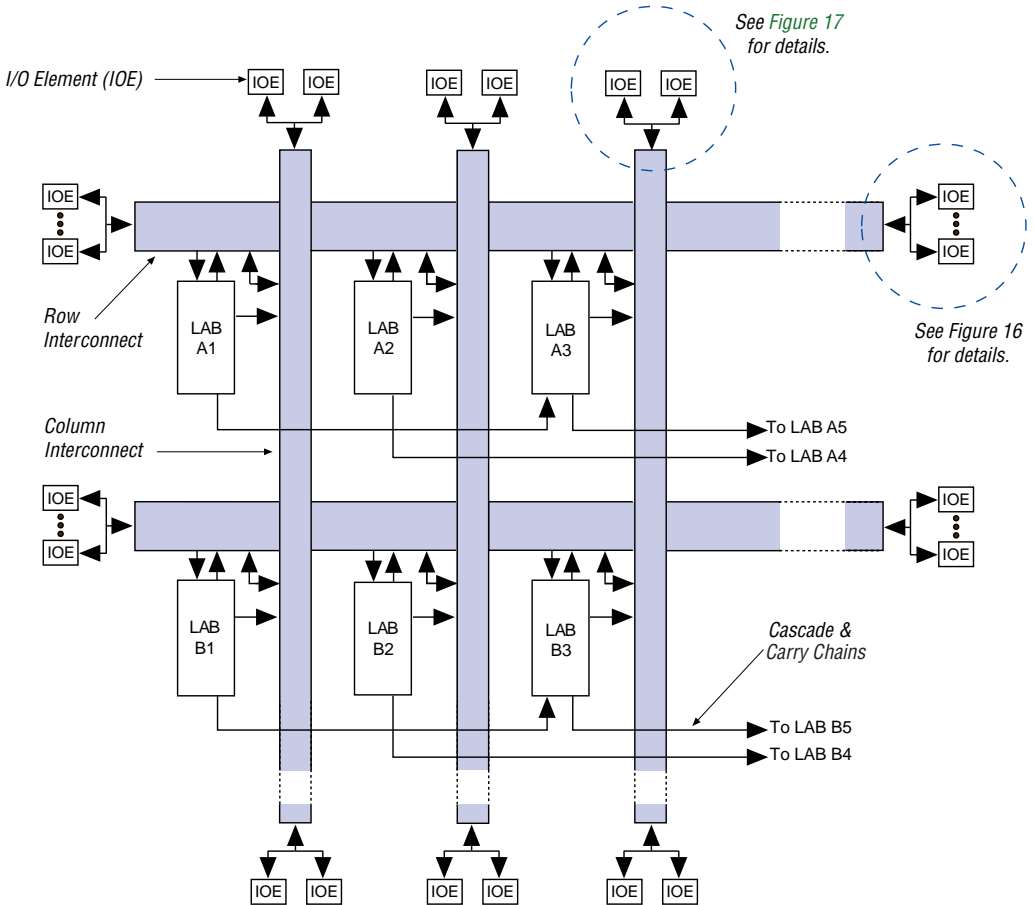 See Figure 17
for details.
I/O Element (IOE)
IOE IOE IOE IOE IOE IOE
IOE IOE
IOE IOE
Row
Interconnect
LAB
A1
LAB
A2
LAB
A3
See Figure 16
for details.
Column
Interconnect
To LAB A5
To LAB A4
IOE IOE
IOE IOE
LAB
B1
LAB
B2
LAB
B3
Cascade &
Carry Chains
To LAB B5
To LAB B4
IOE IOE IOE IOE IOE IOE